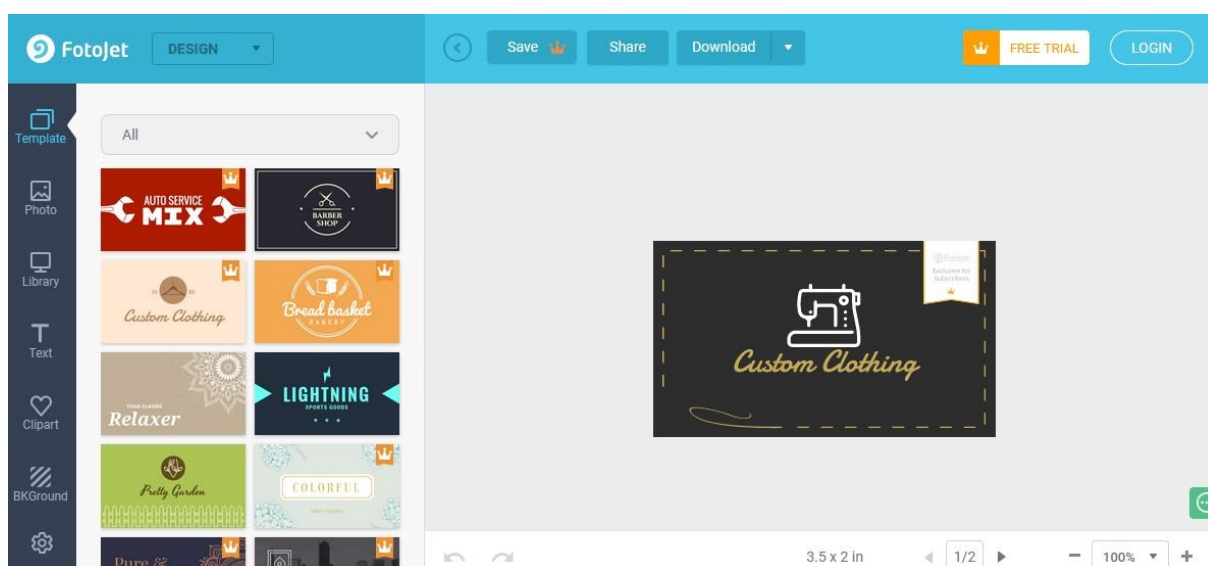 FotoJet
DESIGN
Save
Share
Download
FREE TRIAL
LOGIN
Template
Photo
Library
Text
Clipart
BKGround
All
AUTO SERVICE
MIX
BARBER
SHOP
Custom Clothing
Bread basket
BAKERY
Relaxer
LIGHTNING
SPORTS GOODS
Pretty Garden
COLORFUL
Pure &
FotoJet
Exclusive for
Subscribers
Custom Clothing
3.5 x 2 in
1/2
100%